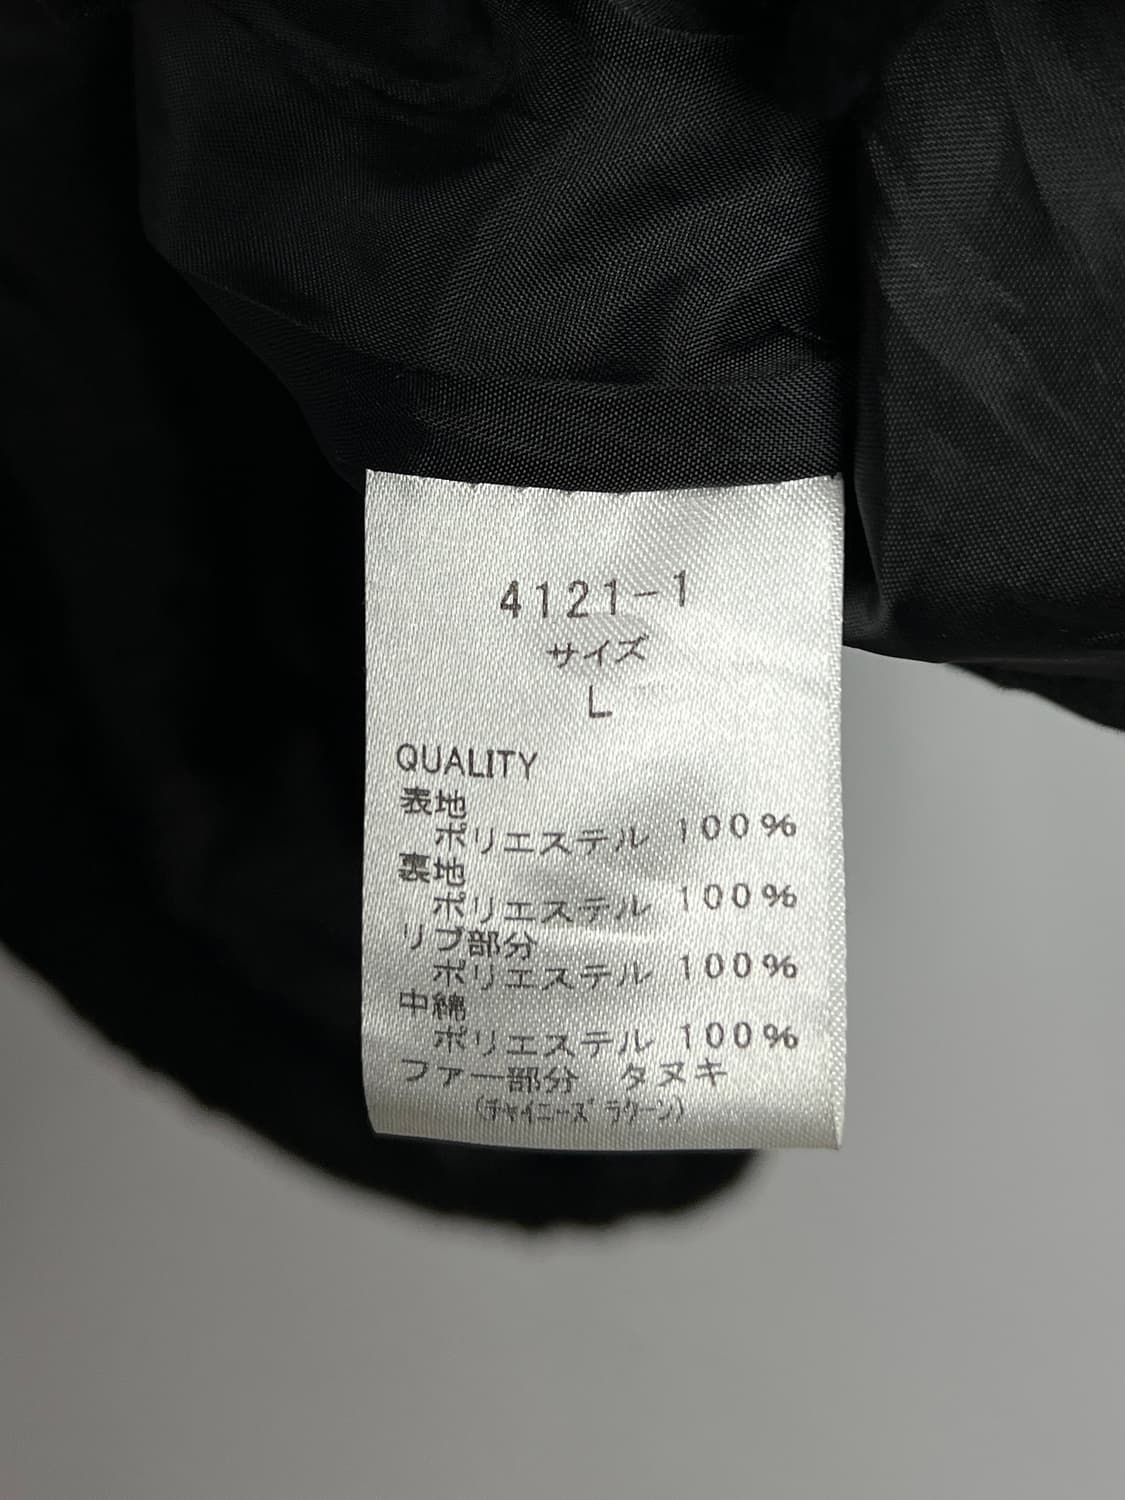 4121-1
サイズ
L
QUALITY
表地
ポリエステル 100%
裏地
ポリエステル 100%
リブ部分
ポリエステル 100%
中綿
ポリエステル 100%
ファー部分 タヌキ
(チャイニーズラクーン)